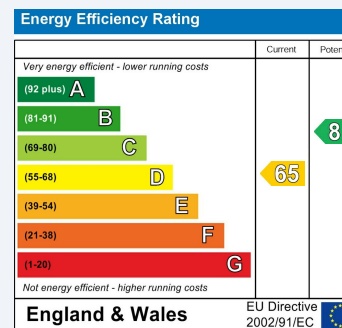 Energy Efficiency Rating
Current
Very energy efficient - lower running costs
(92 plus) A
(81-91) B
(69-80) C
(55-68) D
65
(39-54) E
(21-38) F
(1-20) G
Not energy efficient - higher running costs
England & Wales
EU Directive
2002/91/EC